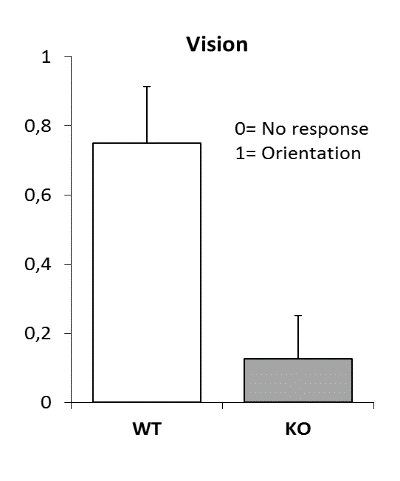 Vision
1
0,8
0,6
0,4
0,2
0
0= No response
1= Orientation
WT KO